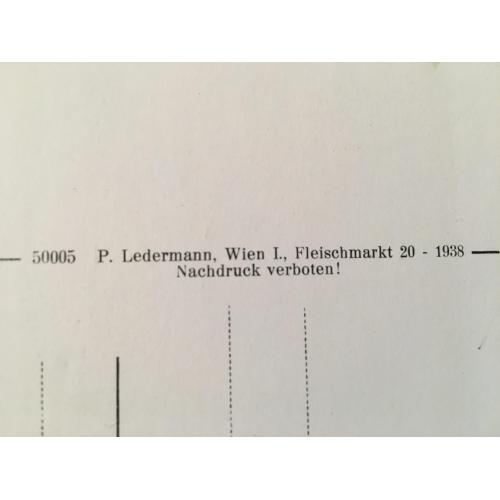 — 50005 P. Ledermann, Wien I., Fleischmarkt 20 - 1938 —
Nachdruck verboten!